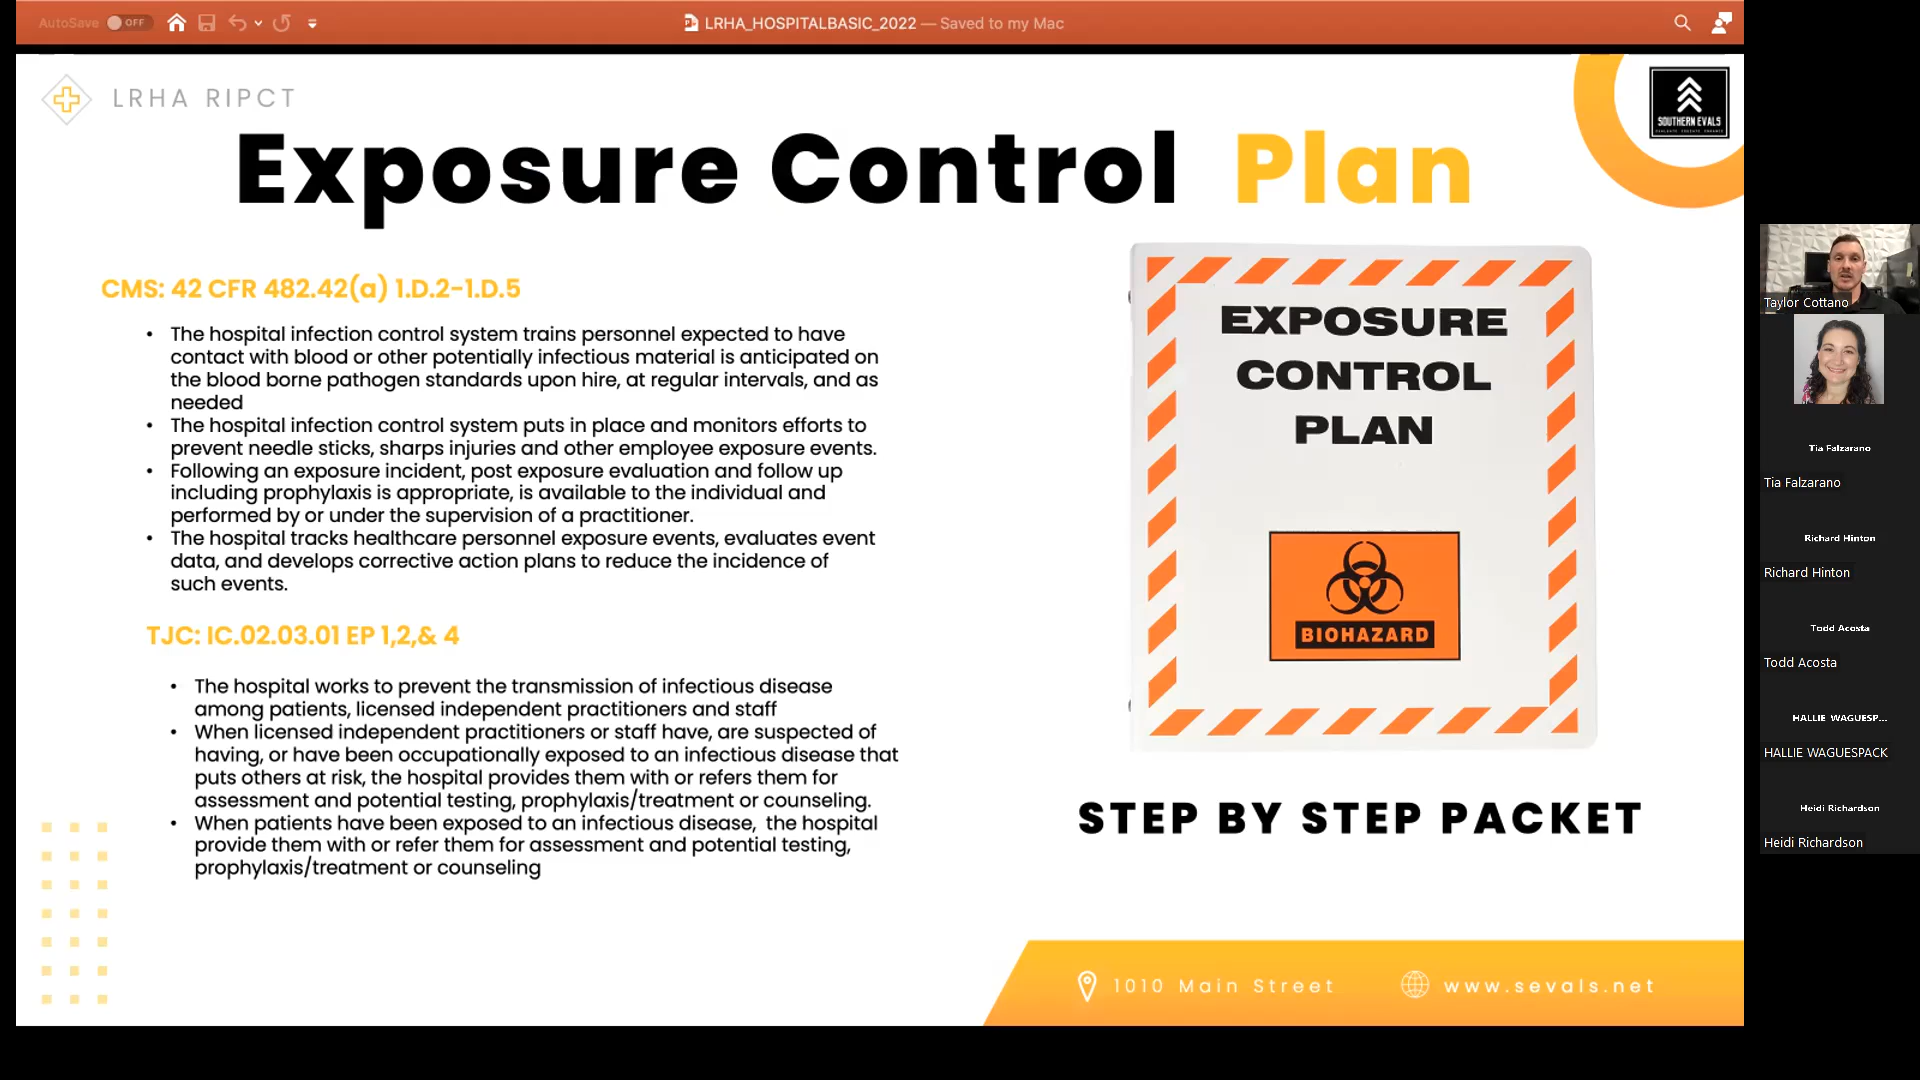 AutoSave OFF
LRHA_HOSPITALBASIC_2022 — Saved to my Mac
LRHA RIPCT
SOUTHERN EVALS
Exposure Control Plan
CMS: 42 CFR 482.42(a) 1.D.2-1.D.5
• The hospital infection control system trains personnel expected to have
contact with blood or other potentially infectious material is anticipated on
the blood borne pathogen standards upon hire, at regular intervals, and as
needed
• The hospital infection control system puts in place and monitors efforts to
prevent needle sticks, sharps injuries and other employee exposure events.
• Following an exposure incident, post exposure evaluation and follow up
including prophylaxis is appropriate, is available to the individual and
performed by or under the supervision of a practitioner.
• The hospital tracks healthcare personnel exposure events, evaluates event
data, and develops corrective action plans to reduce the incidence of
such events.
TJC: IC.02.03.01 EP 1,2,& 4
• The hospital works to prevent the transmission of infectious disease
among patients, licensed independent practitioners and staff
• When licensed independent practitioners or staff have, are suspected of
having, or have been occupationally exposed to an infectious disease that
puts others at risk, the hospital provides them with or refers them for
assessment and potential testing, prophylaxis/treatment or counseling.
• When patients have been exposed to an infectious disease, the hospital
provide them with or refer them for assessment and potential testing,
prophylaxis/treatment or counseling
EXPOSURE
CONTROL
PLAN
BIOHAZARD
STEP BY STEP PACKET
1010 Main Street
www.sevals.net
Taylor Cottano
Tia Falzarano
Tia Falzarano
Richard Hinton
Richard Hinton
Todd Acosta
Todd Acosta
HALLIE WAGUESP...
HALLIE WAGUESPACK
Heidi Richardson
Heidi Richardson